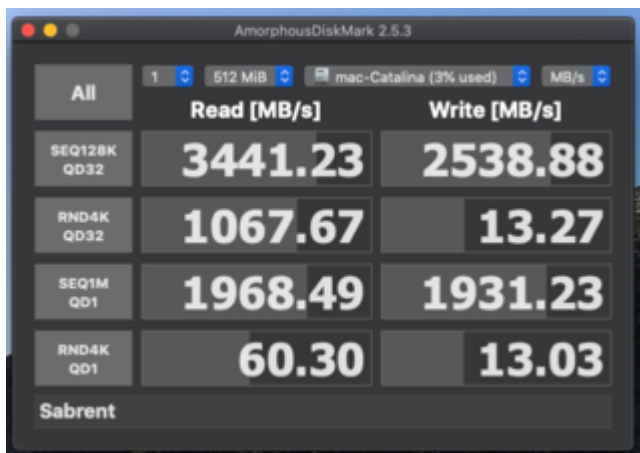 AmorphousDiskMark 2.5.3
All 1 512 MiB mac-Catalina (3% used) MB/s
Read [MB/s] Write [MB/s]
SEQ128K QD32 3441.23 2538.88
RND4K QD32 1067.67 13.27
SEQ1M QD1 1968.49 1931.23
RND4K QD1 60.30 13.03
Sabrent